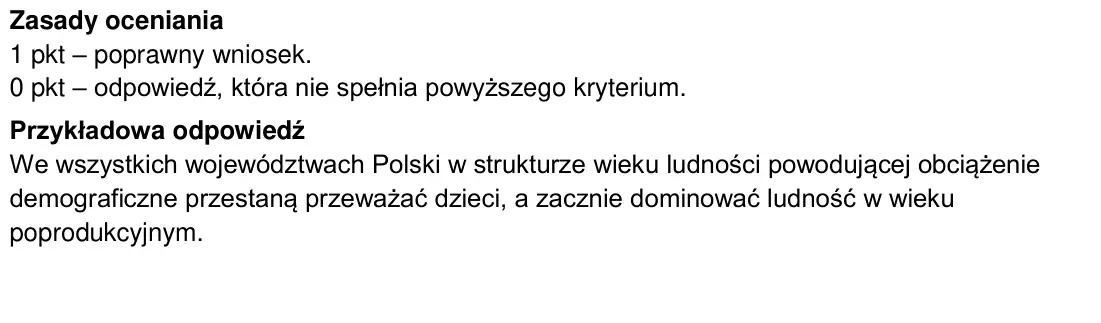 Zasady oceniania
1 pkt – poprawny wniosek.
0 pkt – odpowiedź, która nie spełnia powyższego kryterium.
Przykładowa odpowiedź
We wszystkich województwach Polski w strukturze wieku ludności powodującej obciążenie
demograficzne przestaną przeważać dzieci, a zacznie dominować ludność w wieku
poprodukcyjnym.